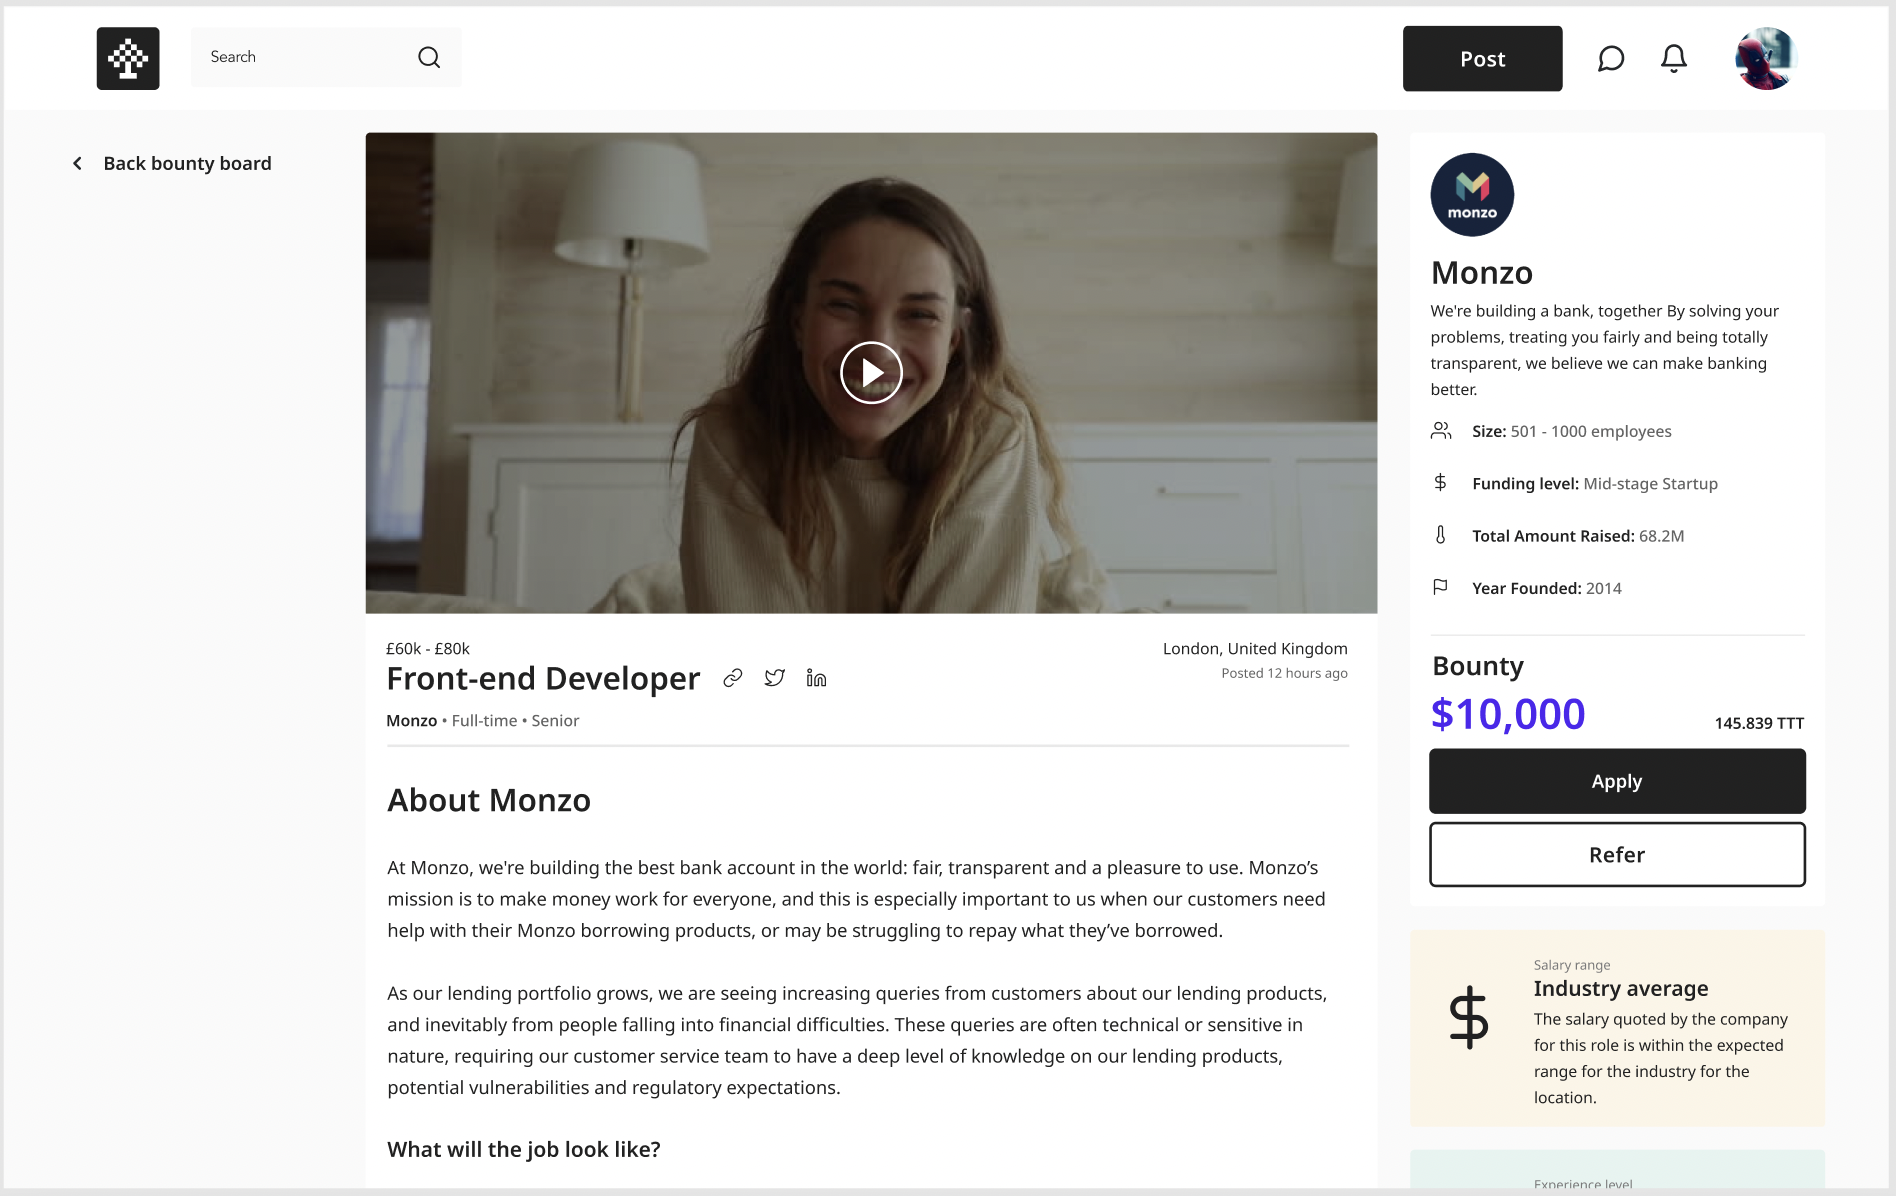 Search
Post
Back bounty board
£60k - £80k
London, United Kingdom
Front-end Developer
Posted 12 hours ago
Monzo • Full-time • Senior
About Monzo
At Monzo, we're building the best bank account in the world: fair, transparent and a pleasure to use. Monzo’s
mission is to make money work for everyone, and this is especially important to us when our customers need
help with their Monzo borrowing products, or may be struggling to repay what they’ve borrowed.
As our lending portfolio grows, we are seeing increasing queries from customers about our lending products,
and inevitably from people falling into financial difficulties. These queries are often technical or sensitive in
nature, requiring our customer service team to have a deep level of knowledge on our lending products,
potential vulnerabilities and regulatory expectations.
What will the job look like?
monzo
Monzo
We're building a bank, together By solving your
problems, treating you fairly and being totally
transparent, we believe we can make banking
better.
Size: 501 - 1000 employees
Funding level: Mid-stage Startup
Total Amount Raised: 68.2M
Year Founded: 2014
Bounty
$10,000
145.839 TTT
Apply
Refer
Salary range
Industry average
The salary quoted by the company
for this role is within the expected
range for the industry for the
location.
Experience level